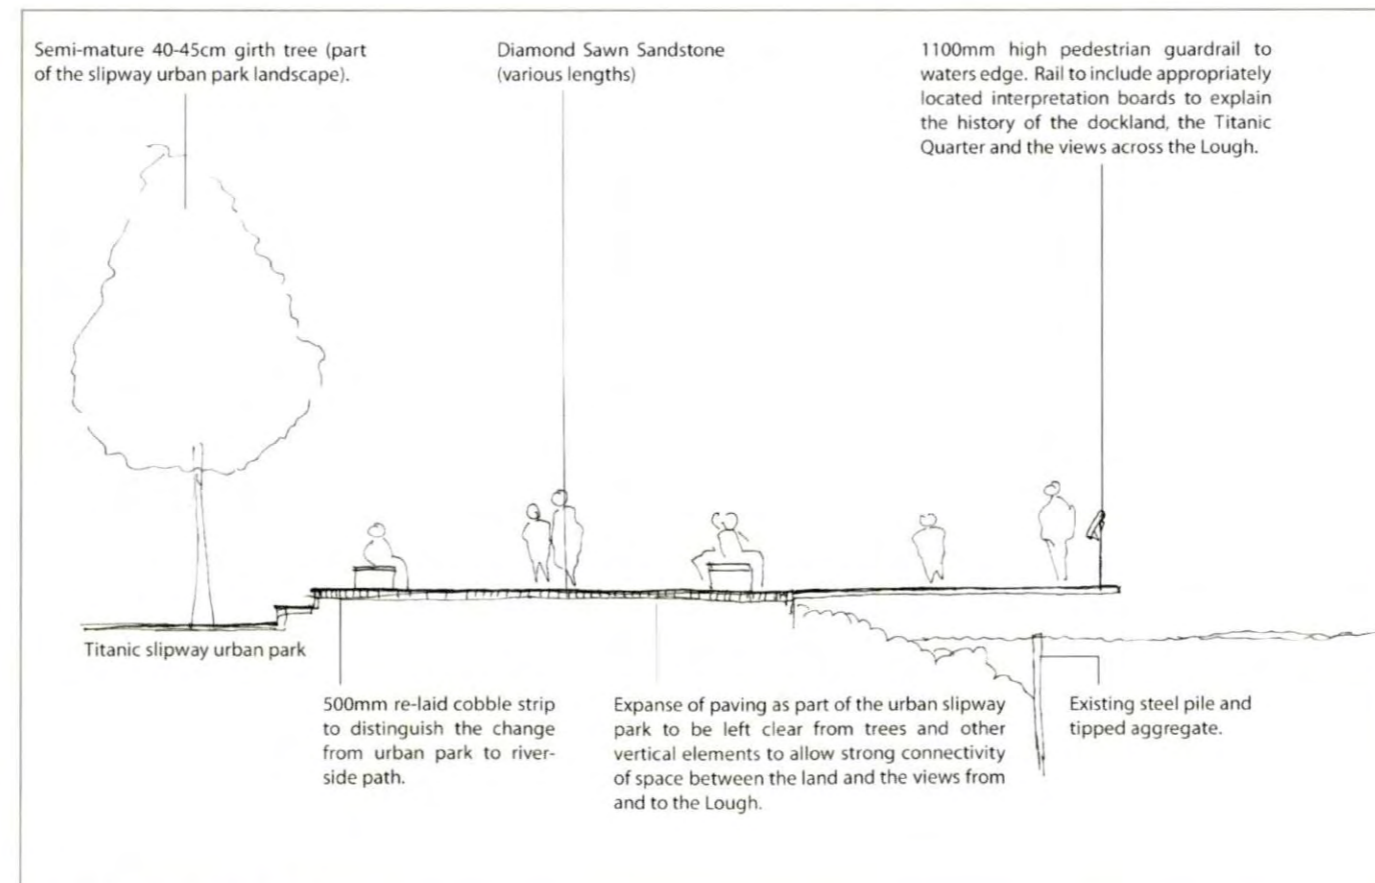 Semi-mature 40-45cm girth tree (part
of the slipway urban park landscape).
Diamond Sawn Sandstone
(various lengths)
1100mm high pedestrian guardrail to
waters edge. Rail to include appropriately
located interpretation boards to explain
the history of the dockland, the Titanic
Quarter and the views across the Lough.
Titanic slipway urban park
500mm re-laid cobble strip
to distinguish the change
from urban park to river-
side path.
Expanse of paving as part of the urban slipway
park to be left clear from trees and other
vertical elements to allow strong connectivity
of space between the land and the views from
and to the Lough.
Existing steel pile and
tipped aggregate.